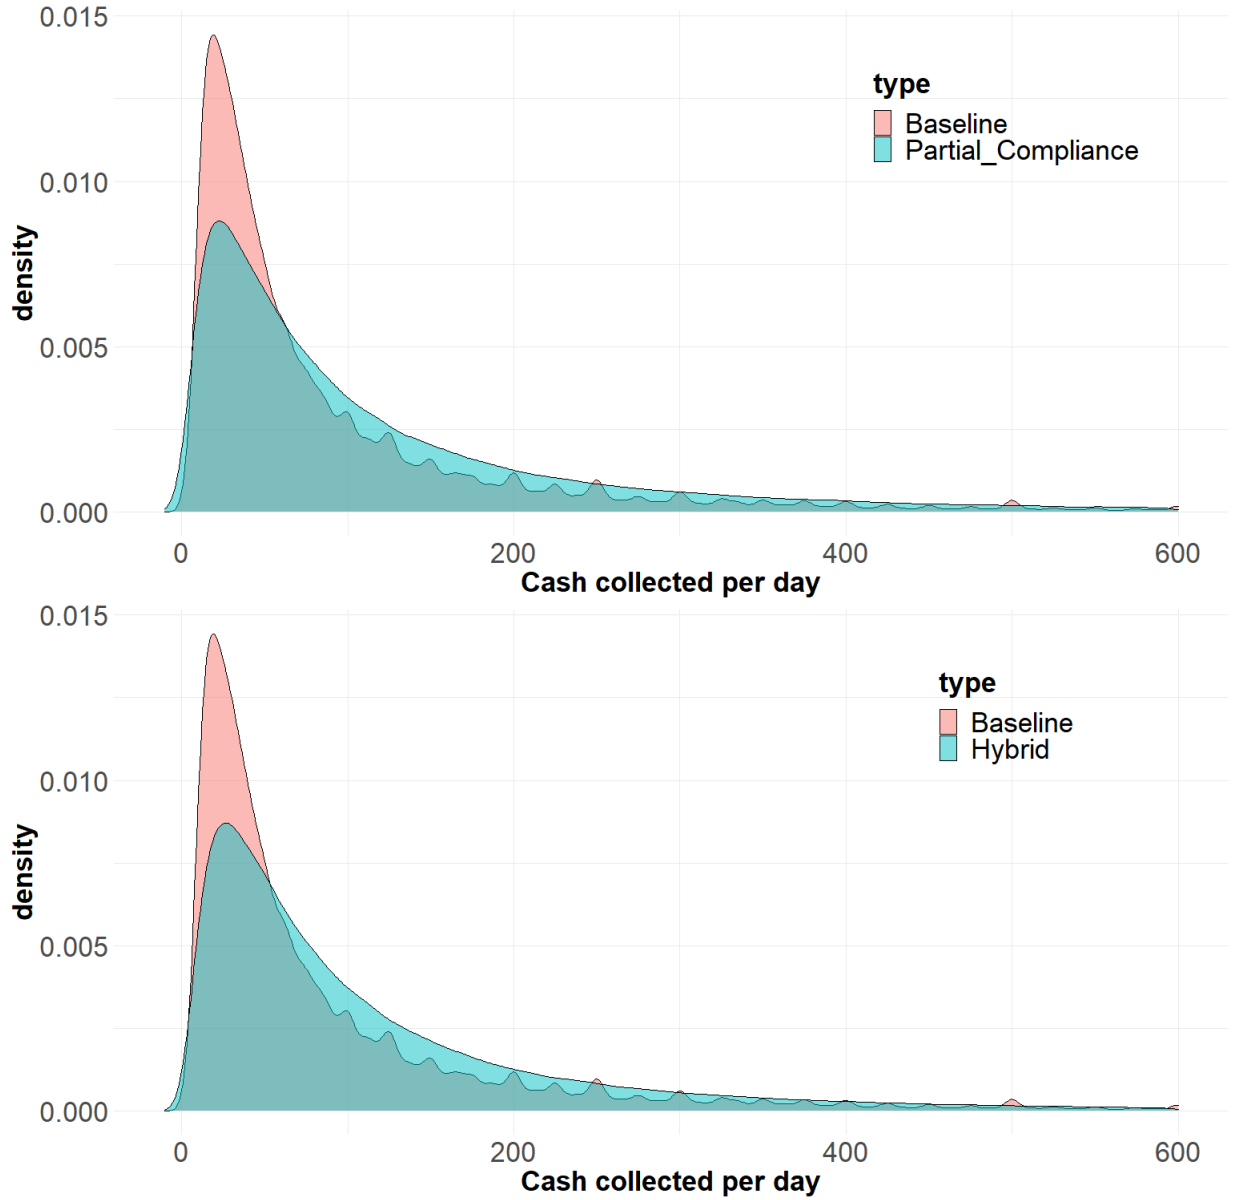 0.015
0.010
0.005
0.000
density
type
Baseline
Partial_Compliance
0 200 400 600
Cash collected per day
0.015
0.010
0.005
0.000
density
type
Baseline
Hybrid
0 200 400 600
Cash collected per day